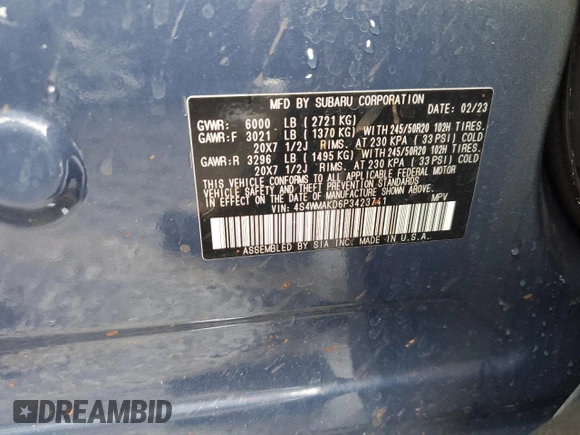 MFD BY SUBARU CORPORATION DATE: 02/23
GVWR: 6000 LB (2721 KG)
GAWR:F 3021 LB (1370 KG) WITH 245/50R20 102H TIRES.
20X7 1/2J RIMS. AT 230 KPA (33 PSI) COLD
GAWR:R 3296 LB (1495 KG) WITH 245/50R20 102H TIRES.
20X7 1/2J RIMS. AT 230 KPA (33 PSI) COLD
THIS VEHICLE CONFORMS TO ALL APPLICABLE FEDERAL MOTOR
VEHICLE SAFETY AND THEFT PREVENTION STANDARDS IN EFFECT
ON THE DATE OF MANUFACTURE SHOWN ABOVE.
VIN: 4S4WMAKD6P3423741 MPV
ASSEMBLED BY SIA INC. MADE IN U.S.A.
DREAMBID